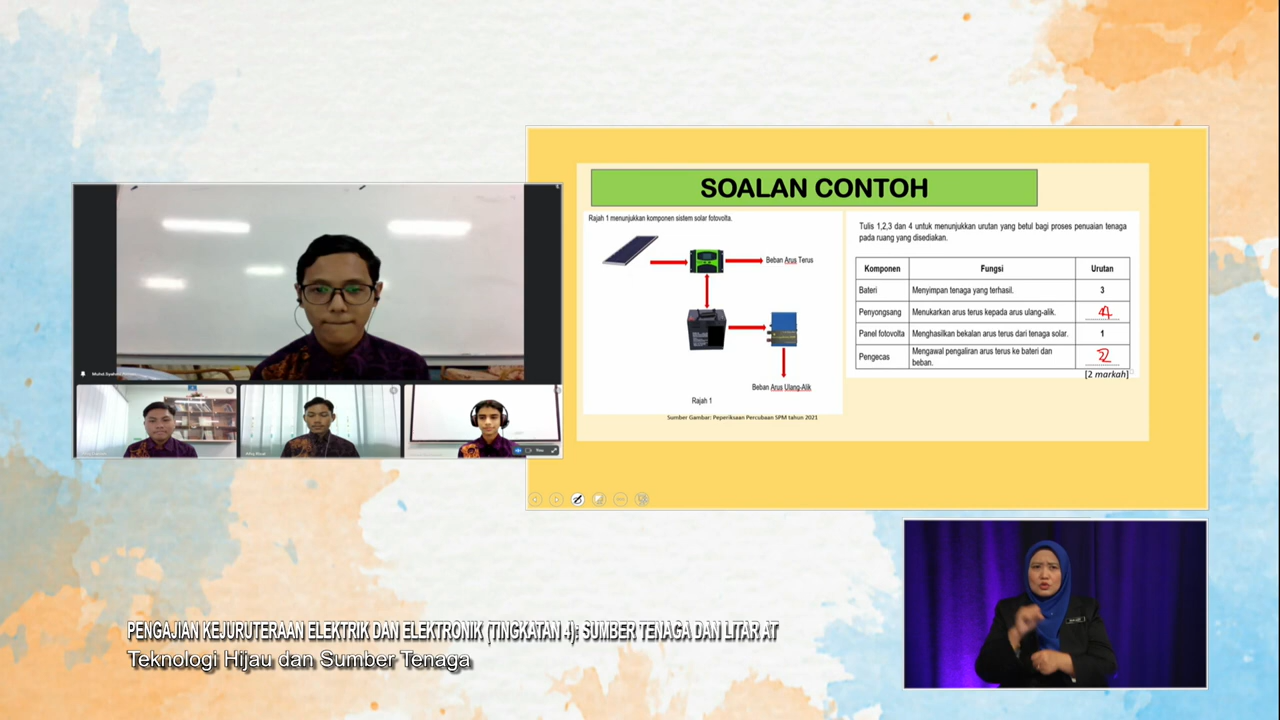 SOALAN CONTOH
Rajah 1 menunjukkan komponen sistem solar fotovolta.
Beban Arus Terus
Beban Arus Ulang-Alik
Rajah 1
Sumber Gambar: Peperiksaan Percubaan SPM tahun 2021
Tulis 1,2,3 dan 4 untuk menunjukkan urutan yang betul bagi proses penuaian tenaga
pada ruang yang disediakan.
Komponen Fungsi Urutan
Bateri Menyimpan tenaga yang terhasil. 3
Penyongsang Menukarkan arus terus kepada arus ulang-alik. 4
Panel fotovolta Menghasilkan bekalan arus terus dari tenaga solar. 1
Pengecas Mengawal pengaliran arus terus ke bateri dan
beban. 2
[2 markah]
PENGAJIAN KEJURUTERAAN ELEKTRIK DAN ELEKTRONIK (TINGKATAN 4): SUMBER TENAGA DAN LITAR AT
Teknologi Hijau dan Sumber Tenaga